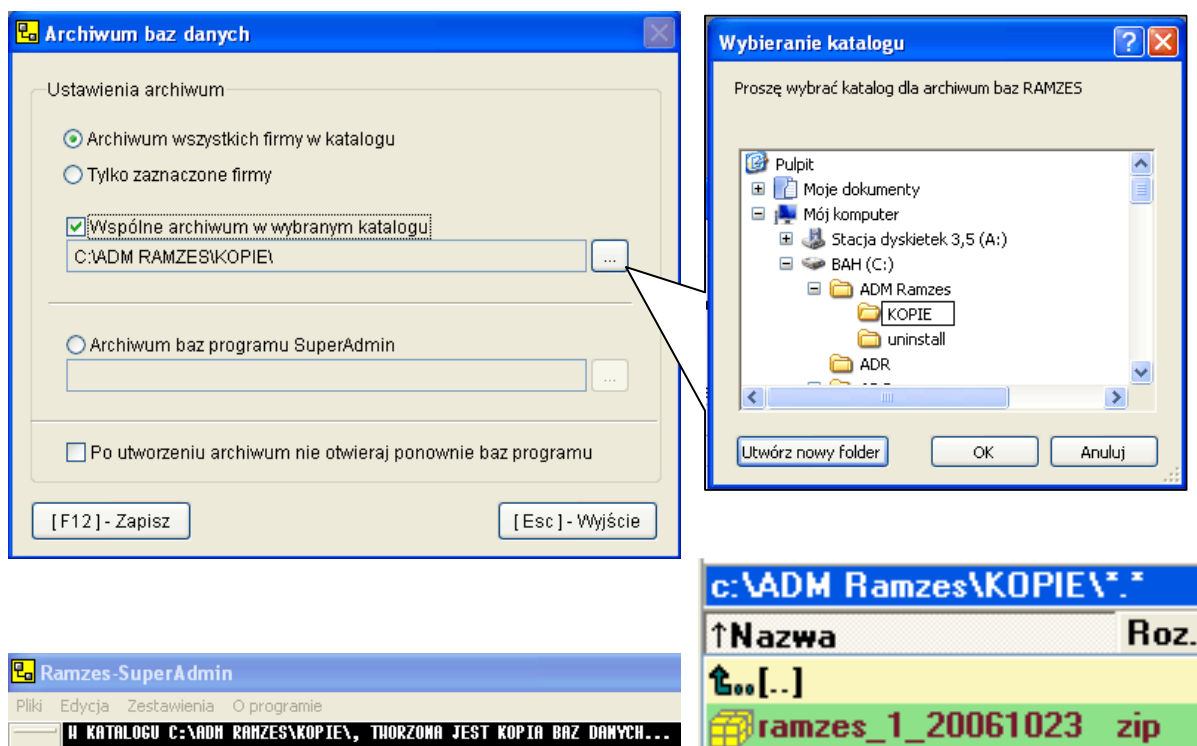 Archiwum baz danych
Ustawienia archiwum
Archiwum wszystkich firmy w katalogu
Tylko zaznaczone firmy
Wspólne archiwum w wybranym katalogu
C:\ADM RAMZES\KOPIE\
...
Archiwum baz programu SuperAdmin
...
Po utworzeniu archiwum nie otwieraj ponownie baz programu
[F12] - Zapisz
[Esc] - Wyjście
Wybieranie katalogu
Proszę wybrać katalog dla archiwum baz RAMZES
Pulpit
Moje dokumenty
Mój komputer
Stacja dyskietek 3,5 (A:)
BAH (C:)
ADM Ramzes
KOPIE
uninstall
ADR
Utwórz nowy folder
OK
Anuluj
Ramzes-SuperAdmin
Pliki Edycja Zestawienia O programie
W KATALOGU C:\ADM RAMZES\KOPIE\, TWORZONA JEST KOPIA BAZ DANYCH...
c:\ADM Ramzes\KOPIE\*.*
↑Nazwa Roz.
..[..]
ramzes_1_20061023 zip